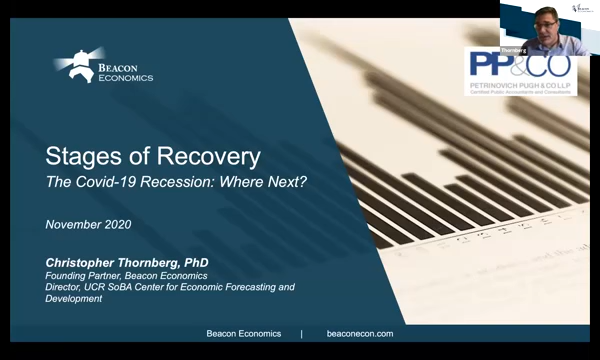 BEACON
ECONOMICS
Thornberg
PP&CO
PETRINOVICH PUGH & CO LLP
Certified Public Accountants and Consultants
Stages of Recovery
The Covid-19 Recession: Where Next?
November 2020
Christopher Thornberg, PhD
Founding Partner, Beacon Economics
Director, UCR SoBA Center for Economic Forecasting and
Development
Beacon Economics | beaconecon.com